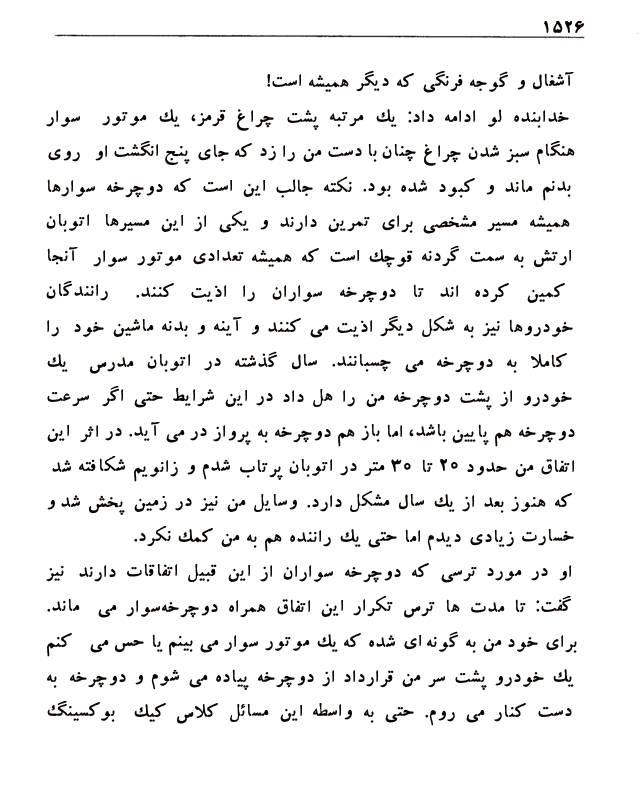 ۱۵۲۶
آشغال و گوجه فرنگی که دیگر همیشه است!
خدابنده لو ادامه داد: یك مرتبه پشت چراغ قرمز، یك موتور سوار
هنگام سبز شدن چراغ چنان با دست من را زد که جای پنج انگشت او روی
بدنم ماند و کبود شده بود. نکته جالب این است که دوچرخه سوارها
همیشه مسیر مشخصی برای تمرین دارند و یکی از این مسیرها اتوبان
ارتش به سمت گردنه قوچك است که همیشه تعدادی موتور سوار آنجا
کمین کرده اند تا دوچرخه سواران را اذیت کنند. رانندگان
خودروها نیز به شکل دیگر اذیت می کنند و آینه و بدنه ماشین خود را
کاملا به دوچرخه می چسبانند. سال گذشته در اتوبان مدرس یك
خودرو از پشت دوچرخه من را هل داد در این شرایط حتی اگر سرعت
دوچرخه هم پایین باشد، اما باز هم دوچرخه به پرواز در می آید. در اثر این
اتفاق من حدود ۲۰ تا ۳۰ متر در اتوبان پرتاب شدم و زانویم شکافته شد
که هنوز بعد از یك سال مشکل دارد. وسایل من نیز در زمین پخش شد و
خسارت زیادی دیدم اما حتی یك راننده هم به من کمك نکرد.
او در مورد ترسی که دوچرخه سواران از این قبیل اتفاقات دارند نیز
گفت: تا مدت ها ترس تکرار این اتفاق همراه دوچرخه‌سوار می ماند.
برای خود من به گونه ای شده که یك موتور سوار می بینم یا حس می کنم
یك خودرو پشت سر من قرارداد از دوچرخه پیاده می شوم و دوچرخه به
دست کنار می روم. حتی به واسطه این مسائل کلاس کیك بوکسینگ